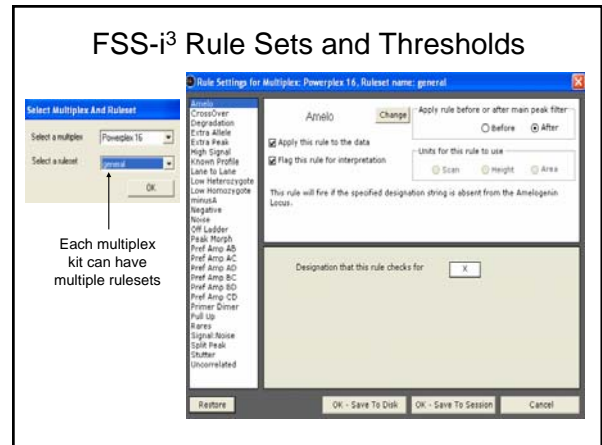 FSS-i³ Rule Sets and Thresholds
Select Multiplex And Ruleset
Select a multiplex Powerplex 16
Select a ruleset general
OK
Each multiplex
kit can have
multiple rulesets
Rule Settings for Multiplex: Powerplex 16, Ruleset name: general
Amelo
CrossOver
Degradation
Extra Allele
Extra Peak
High Signal
Known Profile
Lane to Lane
Low Heterozygote
Low Homozygote
minusA
Negative
Noise
Off Ladder
Peak Morph
Pref Amp AB
Pref Amp AC
Pref Amp AD
Pref Amp BC
Pref Amp BD
Pref Amp CD
Primer Dimer
Pull Up
Rares
Signal:Noise
Split Peak
Stutter
Uncorrelated
Amelo
Change
Apply rule before or after main peak filter
Before After
Apply this rule to the data
Flag this rule for interpretation
Units for this rule to use
Scan Height Area
This rule will fire if the specified designation string is absent from the Amelogenin
Locus.
Designation that this rule checks for X
Restore
OK - Save To Disk
OK - Save To Session
Cancel